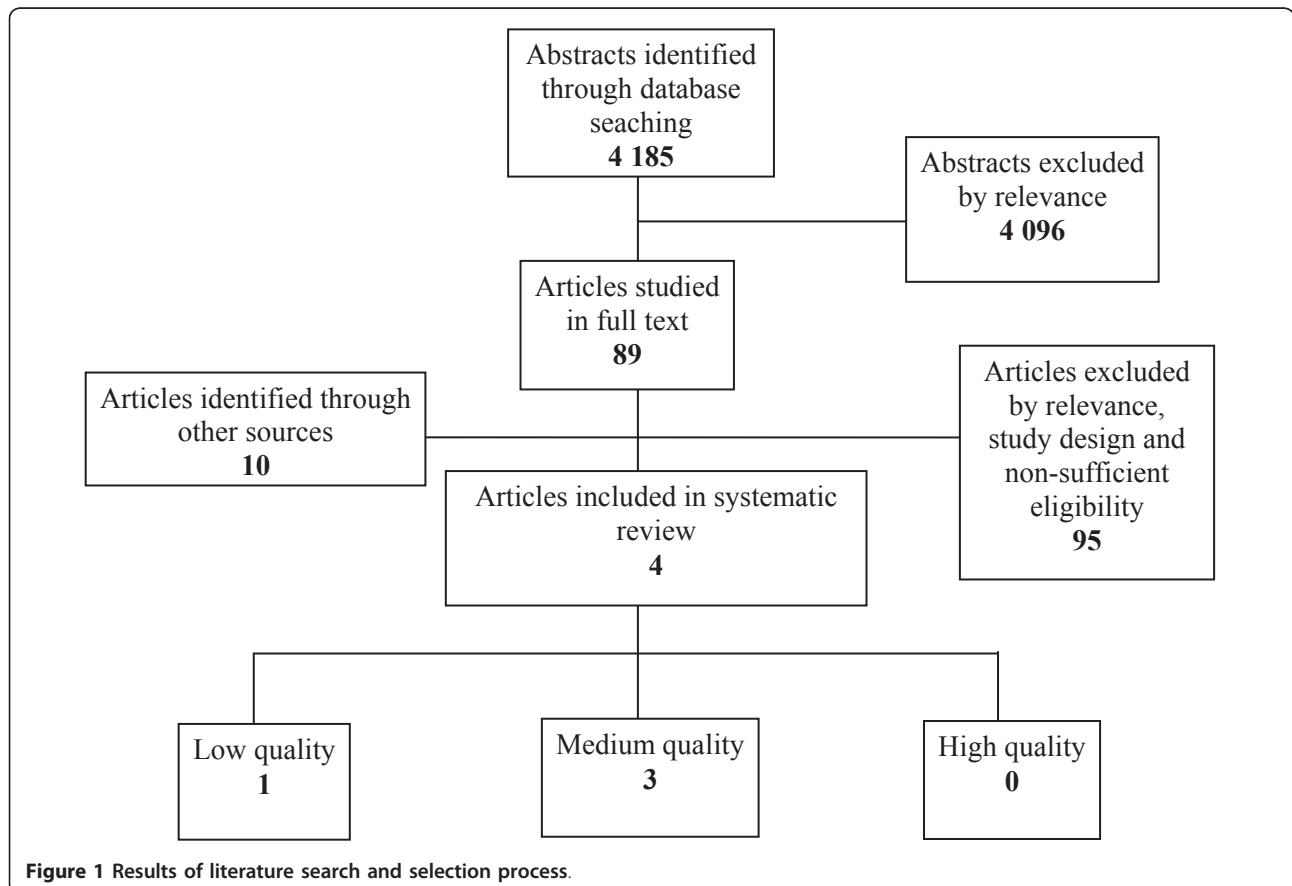 Abstracts identified
through database
seaching
4 185
Abstracts excluded
by relevance
4 096
Articles studied
in full text
89
Articles identified through
other sources
10
Articles excluded
by relevance,
study design and
non-sufficient
eligibility
95
Articles included in systematic
review
4
Low quality
1
Medium quality
3
High quality
0
Figure 1 Results of literature search and selection process.